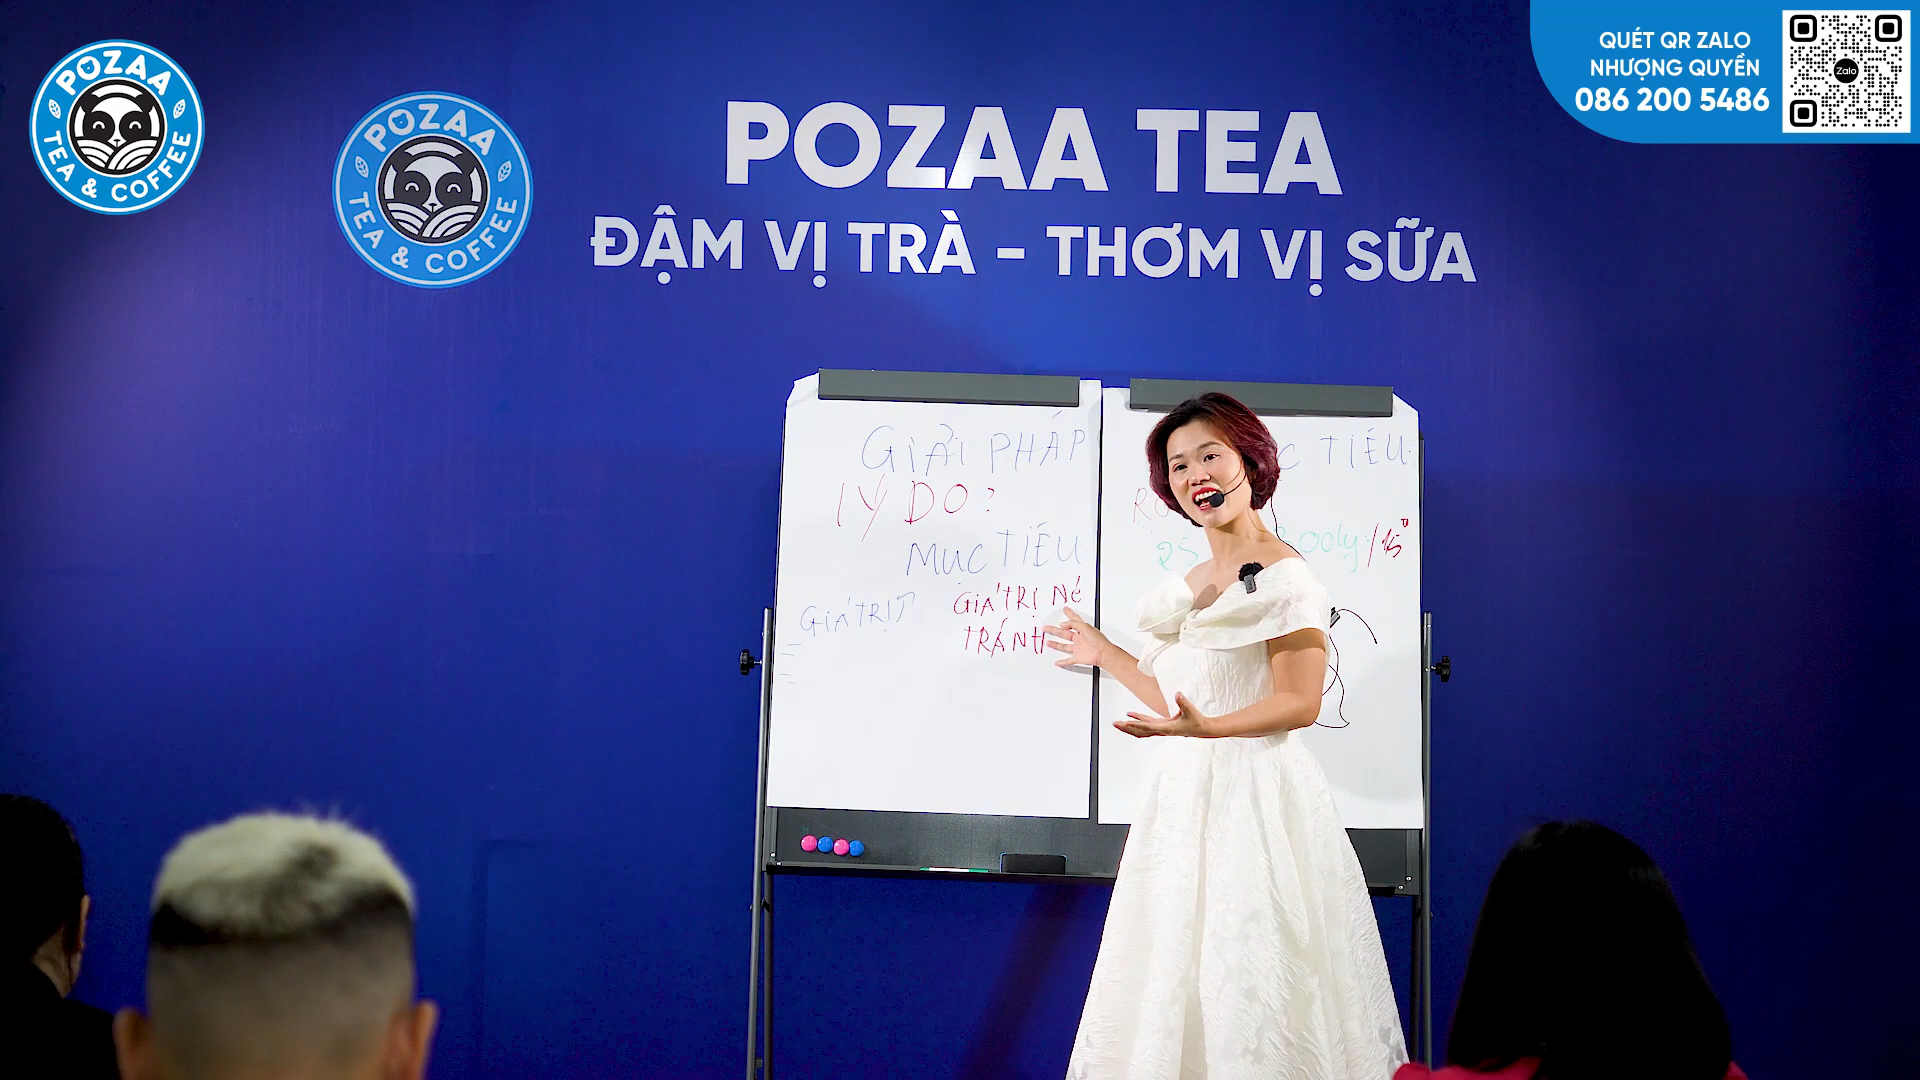 POZAA
TEA & COFFEE
POZAA
TEA & COFFEE
POZAA TEA
ĐẬM VỊ TRÀ - THƠM VỊ SỮA
QUÉT QR ZALO
NHƯỢNG QUYỀN
086 200 5486
Zalo
GIẢI PHÁP
LÝ DO?
MỤC TIÊU
GIÁ TRỊ
GIÁ TRỊ NÉ
TRÁNH
TIÊU